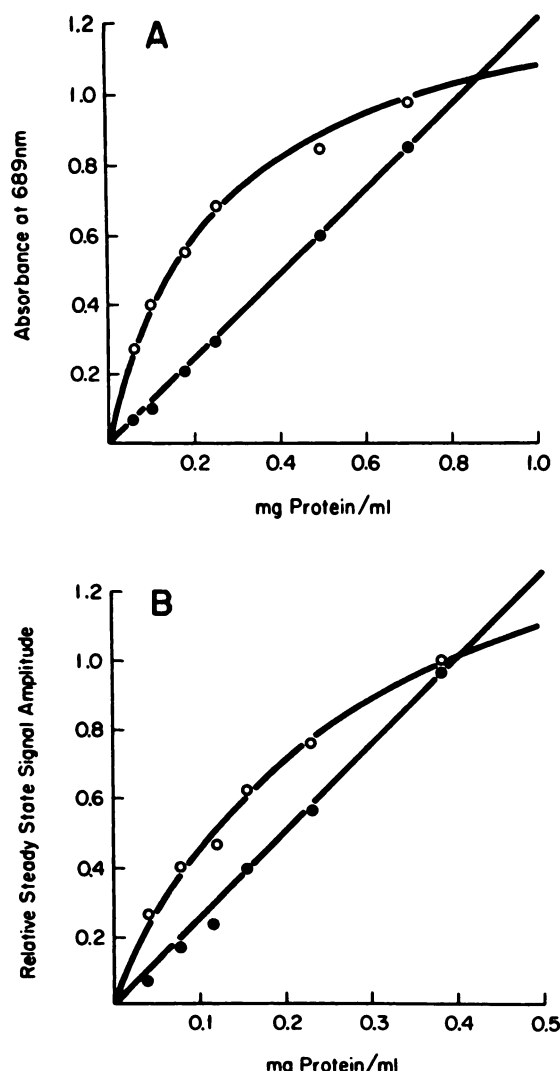 A
Absorbance at 689nm
1.2
1.0
0.8
0.6
0.4
0.2
0.2 0.4 0.6 0.8 1.0
mg Protein/ml
B
Relative Steady State Signal Amplitude
1.2
1.0
0.8
0.6
0.4
0.2
0.1 0.2 0.3 0.4 0.5
mg Protein/ml